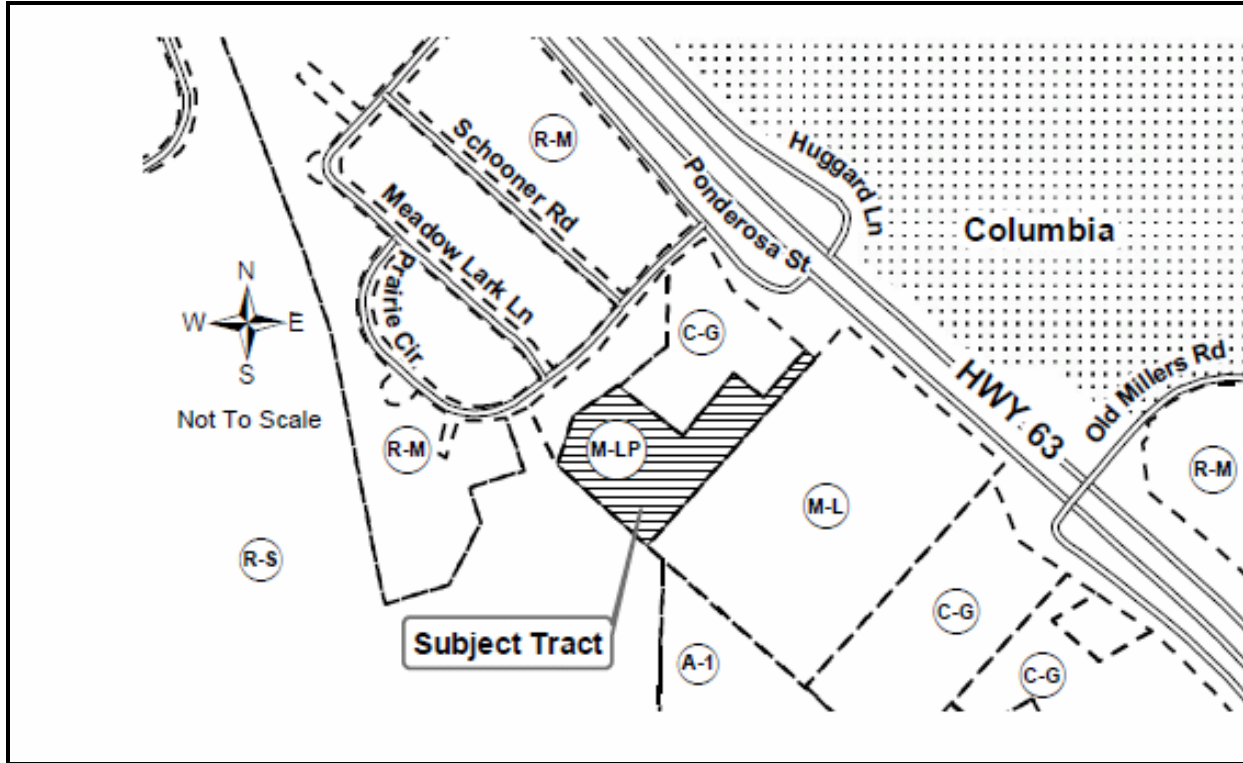 R-M
Schooner Rd
Huggard Ln
Ponderosa St
Columbia
Meadow Lark Ln
Prairie Cir.
N
W
E
S
Not To Scale
C-G
HWY 63
Old Millers Rd
R-M
M-LP
R-M
M-L
R-S
C-G
Subject Tract
A-1
C-G